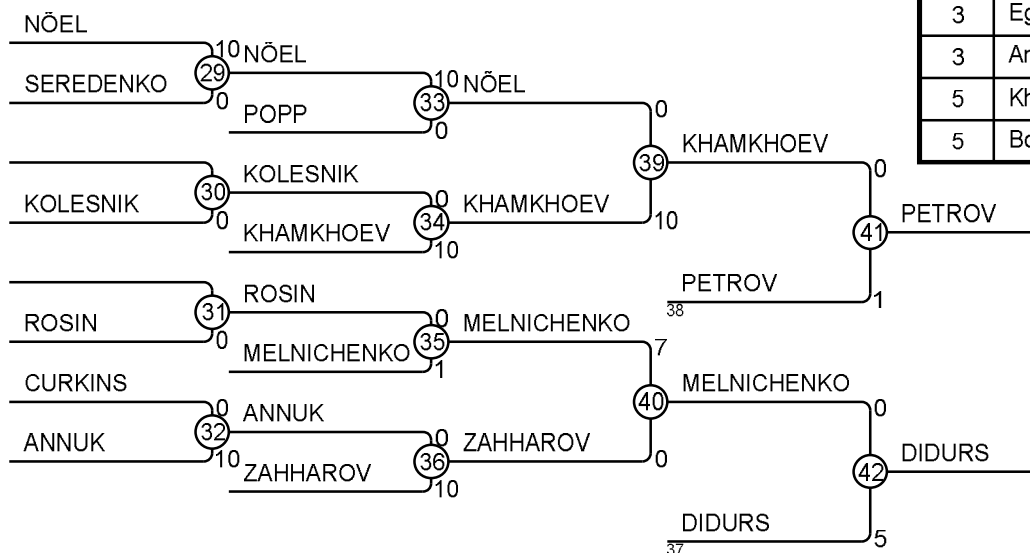 NÖEL
10
29
SEREDENKO
0
NÖEL
10
33
POPP
0
NÕEL
0
30
KOLESNIK
0
KOLESNIK
0
34
KHAMKHOEV
10
KHAMKHOEV
10
39
KHAMKHOEV
0
41
PETROV
38
1
PETROV
31
ROSIN
0
ROSIN
0
35
MELNICHENKO
1
MELNICHENKO
7
40
CURKINS
0
32
ANNUK
10
ANNUK
0
36
ZAHHAROV
10
ZAHHAROV
0
MELNICHENKO
0
42
DIDURS
37
5
DIDURS
3
3
5
5